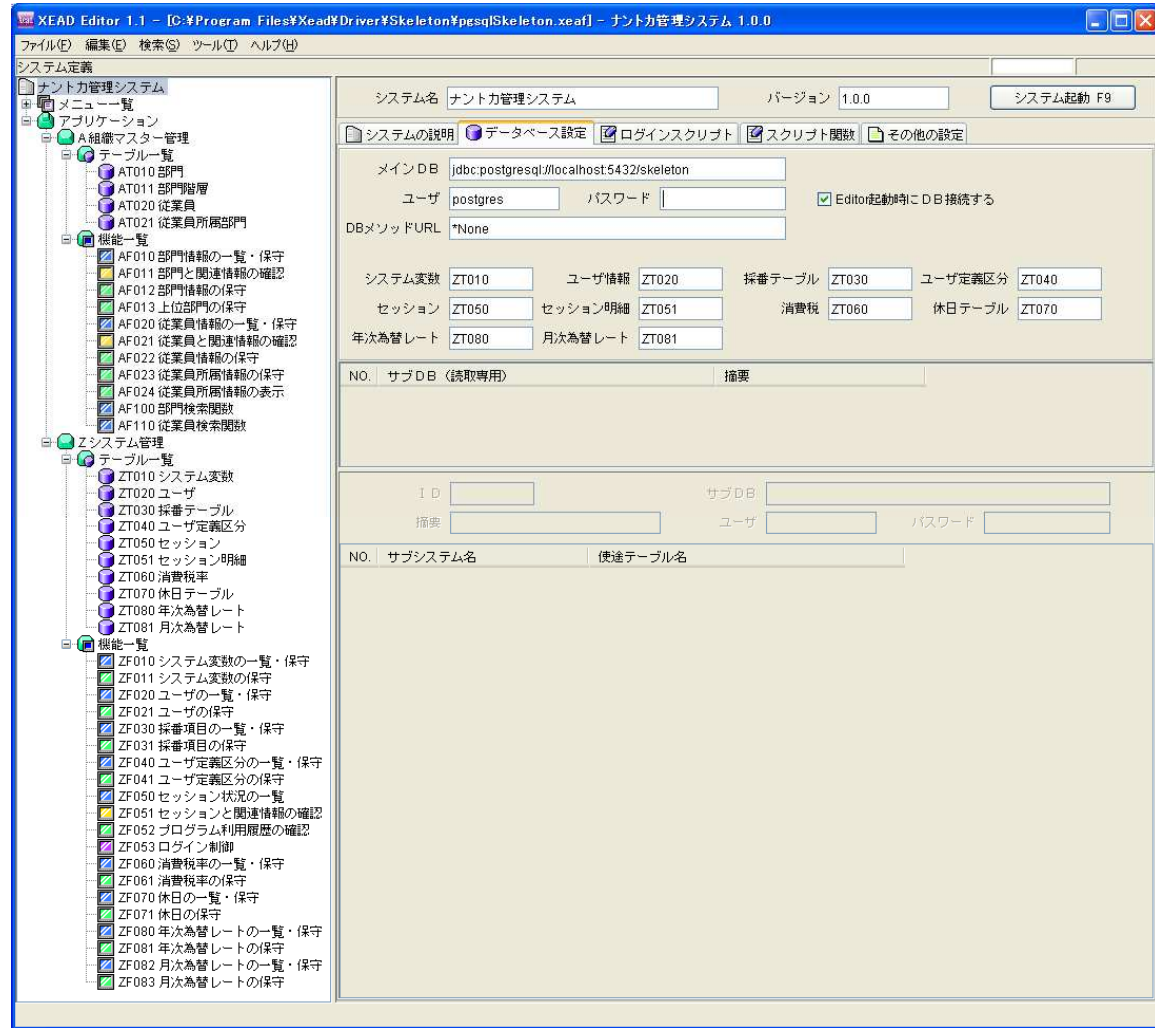 XEAD Editor 1.1 - [C:¥Program Files¥Xead¥Driver¥Skeleton¥pgsqlSkeleton.xeaf] - ナントカ管理システム 1.0.0
ファイル(F) 編集(E) 検索(S) ツール(T) ヘルプ(H)
システム定義
ナントカ管理システム
メニュー一覧
アプリケーション
A組織マスター管理
テーブル一覧
AT010 部門
AT011 部門階層
AT020 従業員
AT021 従業員所属部門
機能一覧
AF010 部門情報の一覧・保守
AF011 部門と関連情報の確認
AF012 部門情報の保守
AF013 上位部門の保守
AF020 従業員情報の一覧・保守
AF021 従業員と関連情報の確認
AF022 従業員情報の保守
AF023 従業員所属情報の保守
AF024 従業員所属情報の表示
AF100 部門検索関数
AF110 従業員検索関数
Zシステム管理
テーブル一覧
ZT010 システム変数
ZT020 ユーザ
ZT030 採番テーブル
ZT040 ユーザ定義区分
ZT050 セッション
ZT051 セッション明細
ZT060 消費税率
ZT070 休日テーブル
ZT080 年次為替レート
ZT081 月次為替レート
機能一覧
ZF010 システム変数の一覧・保守
ZF011 システム変数の保守
ZF020 ユーザの一覧・保守
ZF021 ユーザの保守
ZF030 採番項目の一覧・保守
ZF031 採番項目の保守
ZF040 ユーザ定義区分の一覧・保守
ZF041 ユーザ定義区分の保守
ZF050 セッション状況の一覧
ZF051 セッションと関連情報の確認
ZF052 プログラム利用履歴の確認
ZF053 ログイン制御
ZF060 消費税率の一覧・保守
ZF061 消費税率の保守
ZF070 休日の一覧・保守
ZF071 休日の保守
ZF080 年次為替レートの一覧・保守
ZF081 年次為替レートの保守
ZF082 月次為替レートの一覧・保守
ZF083 月次為替レートの保守
システム名 ナントカ管理システム バージョン 1.0.0 システム起動 F9
システムの説明 データベース設定 ログインスクリプト スクリプト関数 その他の設定
メインDB jdbc:postgresql://localhost:5432/skeleton
ユーザ postgres パスワード Editor起動時にDB接続する
DBメソッドURL *None
システム変数 ZT010 ユーザ情報 ZT020 採番テーブル ZT030 ユーザ定義区分 ZT040
セッション ZT050 セッション明細 ZT051 消費税 ZT060 休日テーブル ZT070
年次為替レート ZT080 月次為替レート ZT081
NO. サブDB(読取専用) 摘要
ID サブDB
摘要 ユーザ パスワード
NO. サブシステム名 使途テーブル名